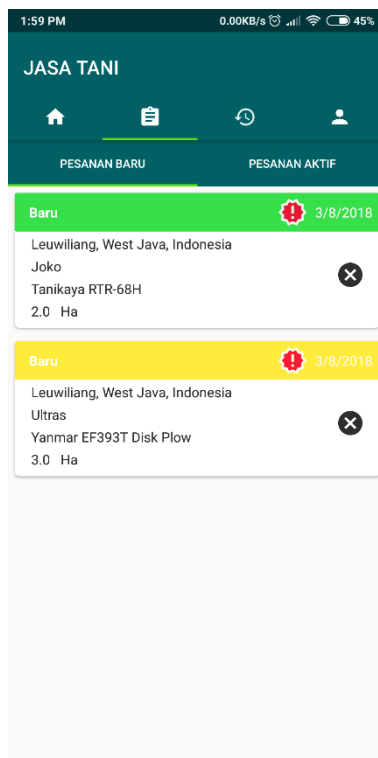 1:59 PM 0.00KB/s 45%
JASA TANI
PESANAN BARU PESANAN AKTIF
Baru 3/8/2018
Leuwiliang, West Java, Indonesia
Joko
Tanikaya RTR-68H
2.0 Ha
Baru 3/8/2018
Leuwiliang, West Java, Indonesia
Ultras
Yanmar EF393T Disk Plow
3.0 Ha